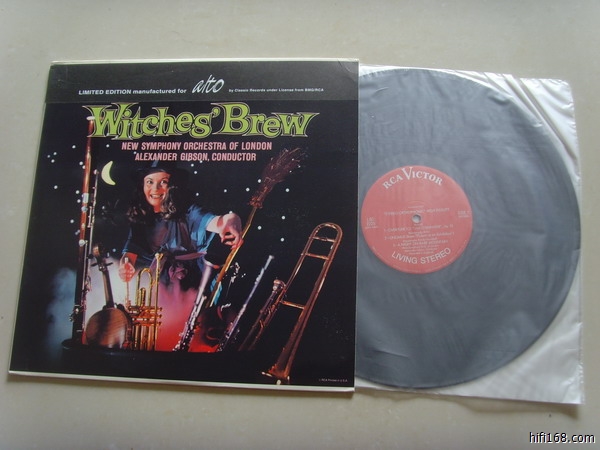 LIMITED EDITION manufactured for alto by Classic Records under License from BMG/RCA
Witches' Brew
NEW SYMPHONY ORCHESTRA OF LONDON
ALEXANDER GIBSON, CONDUCTOR
RCA VICTOR
LIVING STEREO
hifi168.com